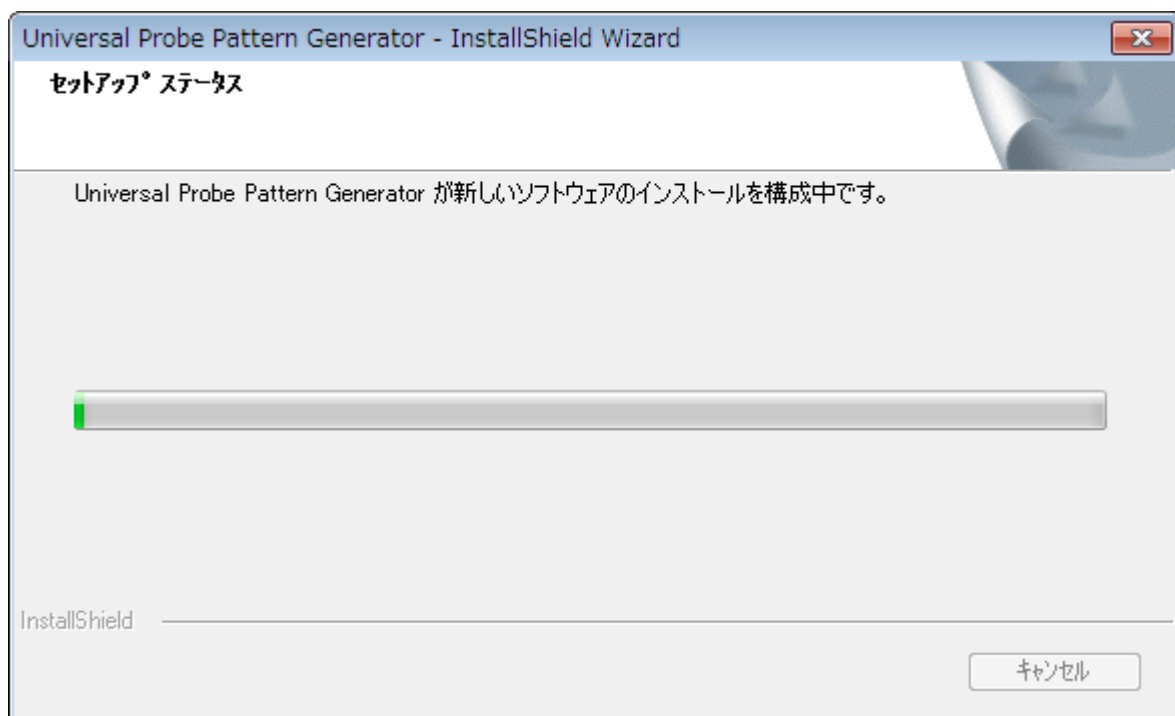 Universal Probe Pattern Generator - InstallShield Wizard
ｾｯﾄｱｯﾌﾟ ｽﾃｰﾀｽ
Universal Probe Pattern Generator が新しいソフトウェアのインストールを構成中です。
InstallShield
ｷｬﾝｾﾙ